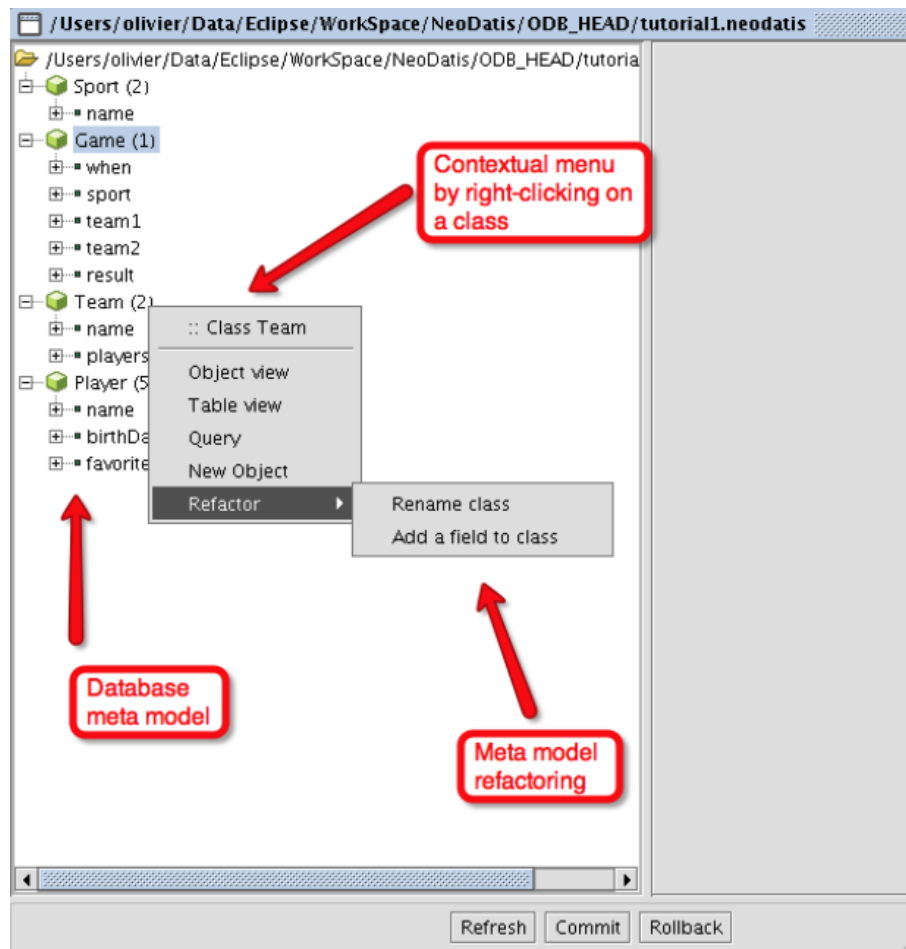 /Users/olivier/Data/Eclipse/WorkSpace/NeoDatis/ODB_HEAD/tutorial1.neodatis
/Users/olivier/Data/Eclipse/WorkSpace/NeoDatis/ODB_HEAD/tutoria
Sport (2)
name
Game (1)
when
sport
team1
team2
result
Team (2)
name
players
Player (5
name
birthDa
favorite
Contextual menu
by right-clicking on
a class
:: Class Team
Object view
Table view
Query
New Object
Refactor
Rename class
Add a field to class
Database
meta model
Meta model
refactoring
Refresh Commit Rollback